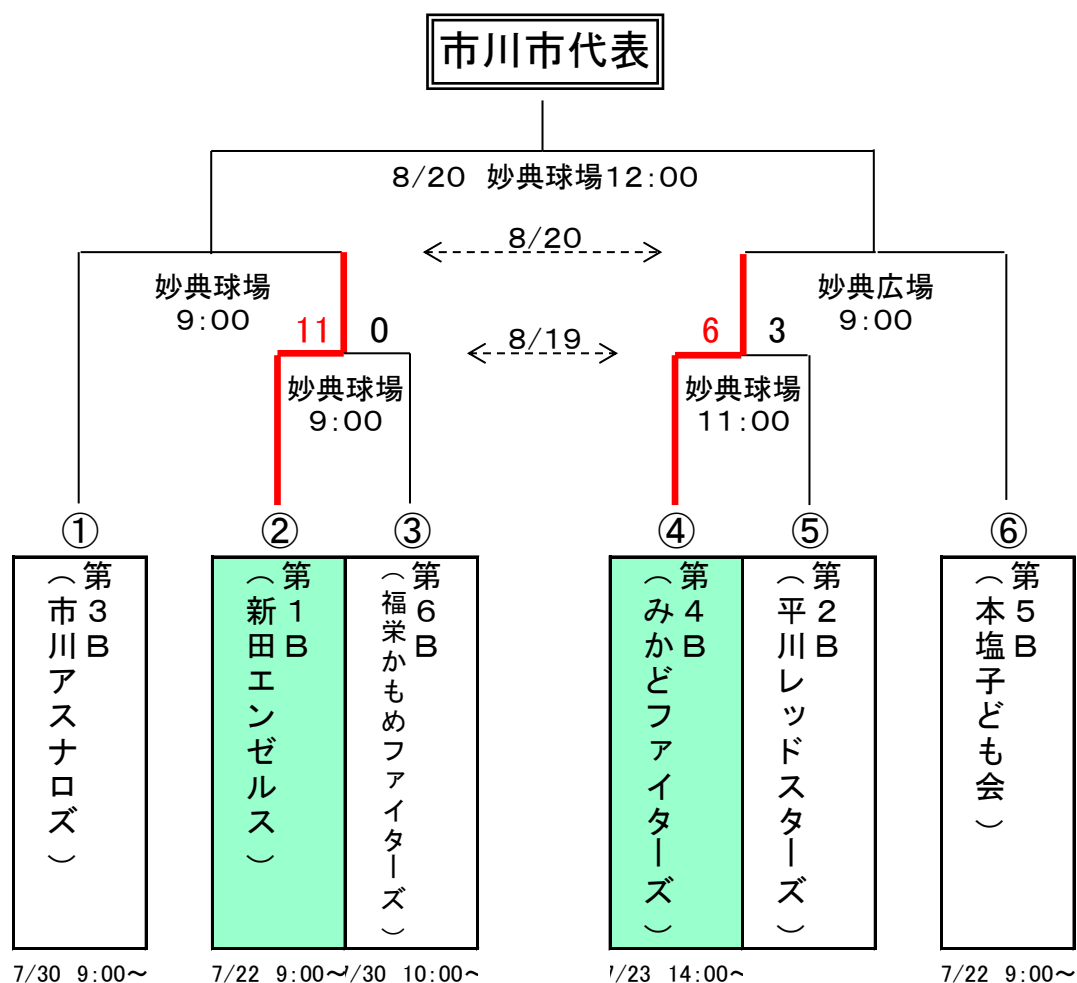 市川市代表
8/20 妙典球場12:00
8/20
妙典球場
9:00
妙典広場
9:00
11 0
8/19
6 3
妙典球場
9:00
妙典球場
11:00
① ② ③ ④ ⑤ ⑥
第3B
（市川アスナロズ）
第1B
（新田エンゼルス）
第6B
（福栄かもめファイターズ）
第4B
（みかどファイターズ）
第2B
（平川レッドスターズ）
第5B
（本塩子ども会）
7/30 9:00～
7/22 9:00～
/30 10:00～
/23 14:00～
7/22 9:00～